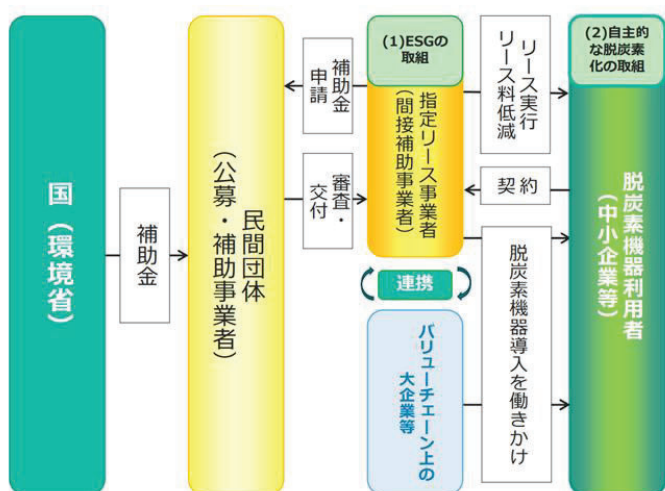 国（環境省）
補助金
民間団体
（公募・補助事業者）
補助金
申請
審査・
交付
(1)ESGの
取組
指定リース事業者
（間接補助事業者）
連携
バリューチェーン上の
大企業等
リース実行
リース料低減
契約
脱炭素機器導入を働きかけ
(2)自主的
な脱炭素
化の取組
脱炭素機器利用者
（中小企業等）